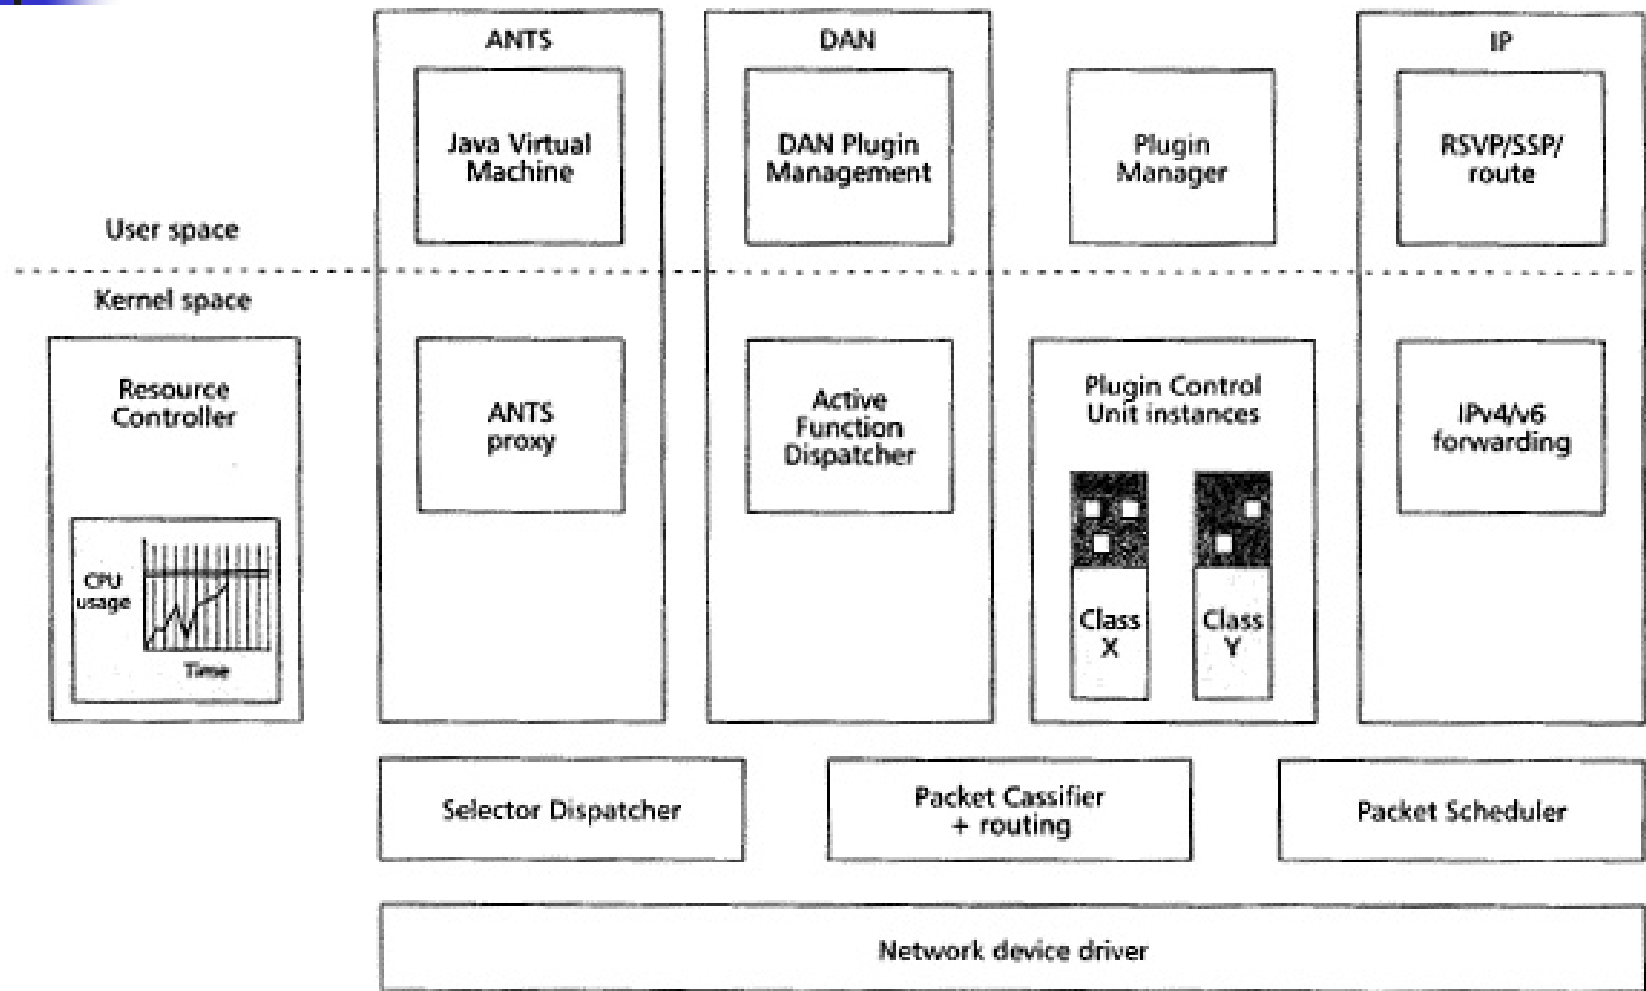 ANTS
DAN
IP
Java Virtual
Machine
DAN Plugin
Management
Plugin
Manager
RSVP/SSP/
route
User space
Kernel space
Resource
Controller
CPU
usage
Time
ANTS
proxy
Active
Function
Dispatcher
Plugin Control
Unit instances
Class
X
Class
Y
IPv4/v6
forwarding
Selector Dispatcher
Packet Cassifier
+ routing
Packet Scheduler
Network device driver